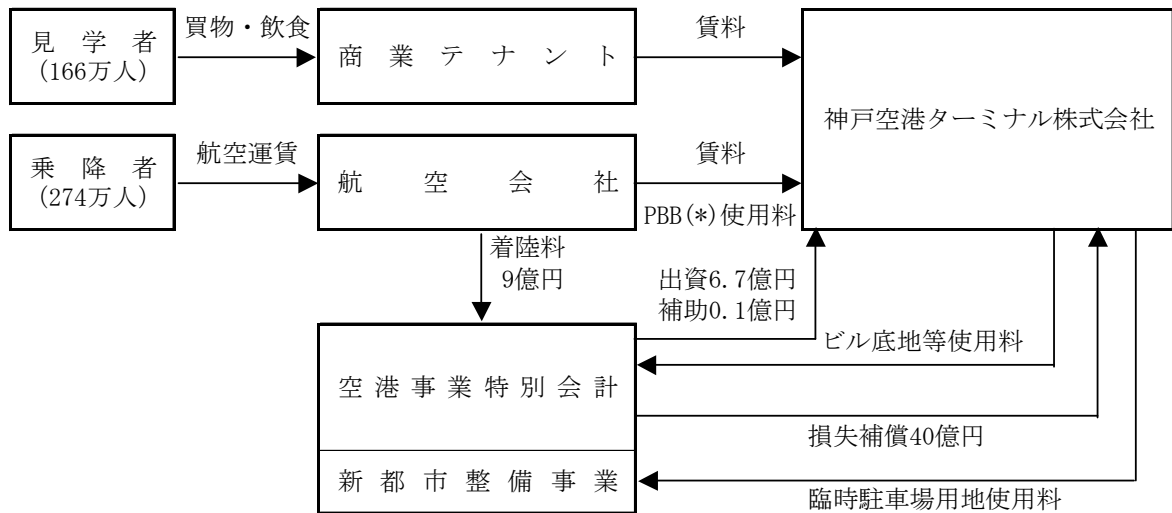 見学者
(166万人)
買物・飲食
商業テナント
賃料
神戸空港ターミナル株式会社
乗降者
(274万人)
航空運賃
航空会社
賃料
PBB(*)使用料
着陸料
9億円
出資6.7億円
補助0.1億円
ビル底地等使用料
空港事業特別会計
損失補償40億円
新都市整備事業
臨時駐車場用地使用料